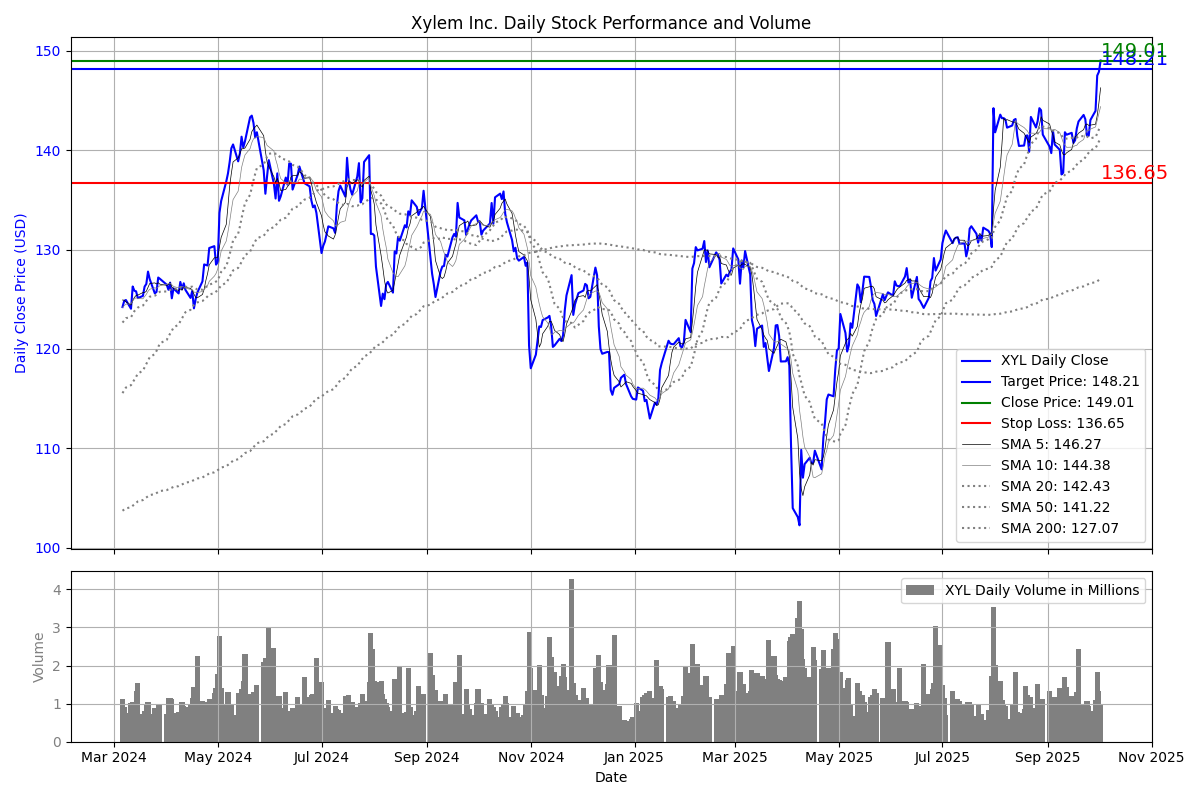 Xylem Inc. Daily Stock Performance and Volume
150
140
130
120
110
100
Daily Close Price (USD)
149.01
148.21
136.65
XYL Daily Close
Target Price: 148.21
Close Price: 149.01
Stop Loss: 136.65
SMA 5: 146.27
SMA 10: 144.38
SMA 20: 142.43
SMA 50: 141.22
SMA 200: 127.07
4
3
2
1
0
Volume
XYL Daily Volume in Millions
Mar 2024 May 2024 Jul 2024 Sep 2024 Nov 2024 Jan 2025 Mar 2025 May 2025 Jul 2025 Sep 2025 Nov 2025
Date